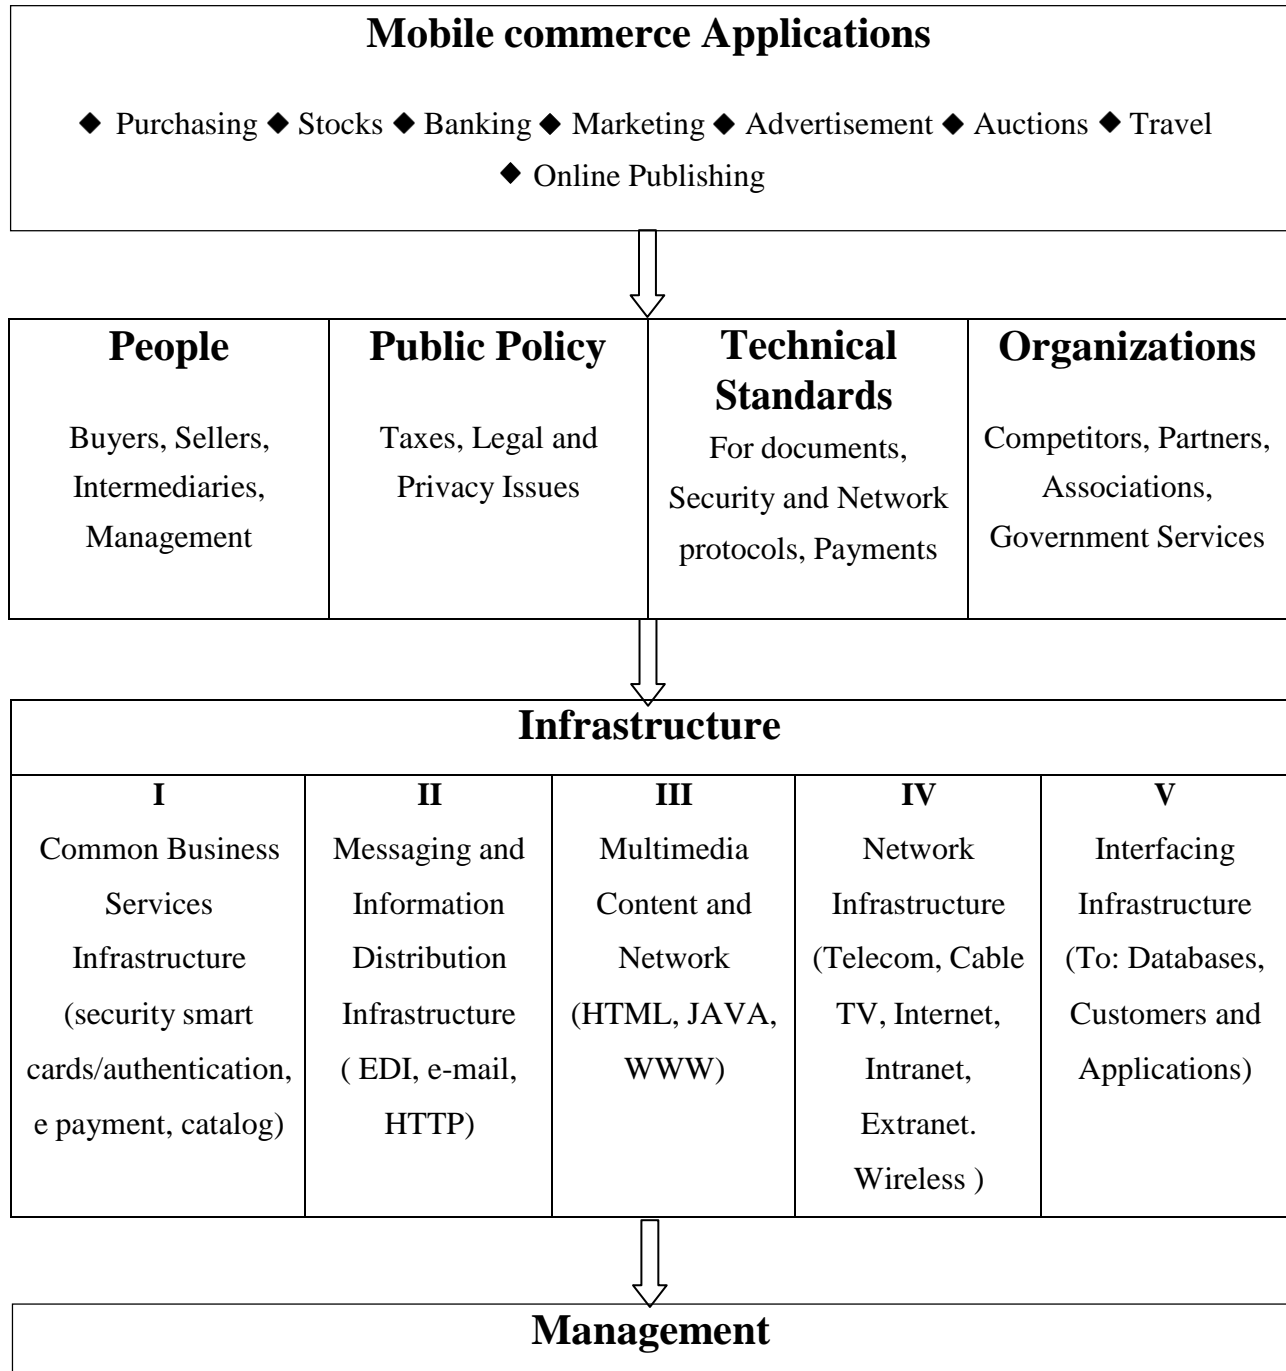 Mobile commerce Applications
◆ Purchasing ◆ Stocks ◆ Banking ◆ Marketing ◆ Advertisement ◆ Auctions ◆ Travel
◆ Online Publishing
People
Buyers, Sellers,
Intermediaries,
Management
Public Policy
Taxes, Legal and
Privacy Issues
Technical
Standards
For documents,
Security and Network
protocols, Payments
Organizations
Competitors, Partners,
Associations,
Government Services
Infrastructure
I
Common Business
Services
Infrastructure
(security smart
cards/authentication,
e payment, catalog)
II
Messaging and
Information
Distribution
Infrastructure
( EDI, e-mail,
HTTP)
III
Multimedia
Content and
Network
(HTML, JAVA,
WWW)
IV
Network
Infrastructure
(Telecom, Cable
TV, Internet,
Intranet,
Extranet.
Wireless )
V
Interfacing
Infrastructure
(To: Databases,
Customers and
Applications)
Management